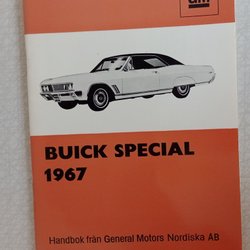 GM
BUICK SPECIAL
1967
Handbok från General Motors Nordiska AB